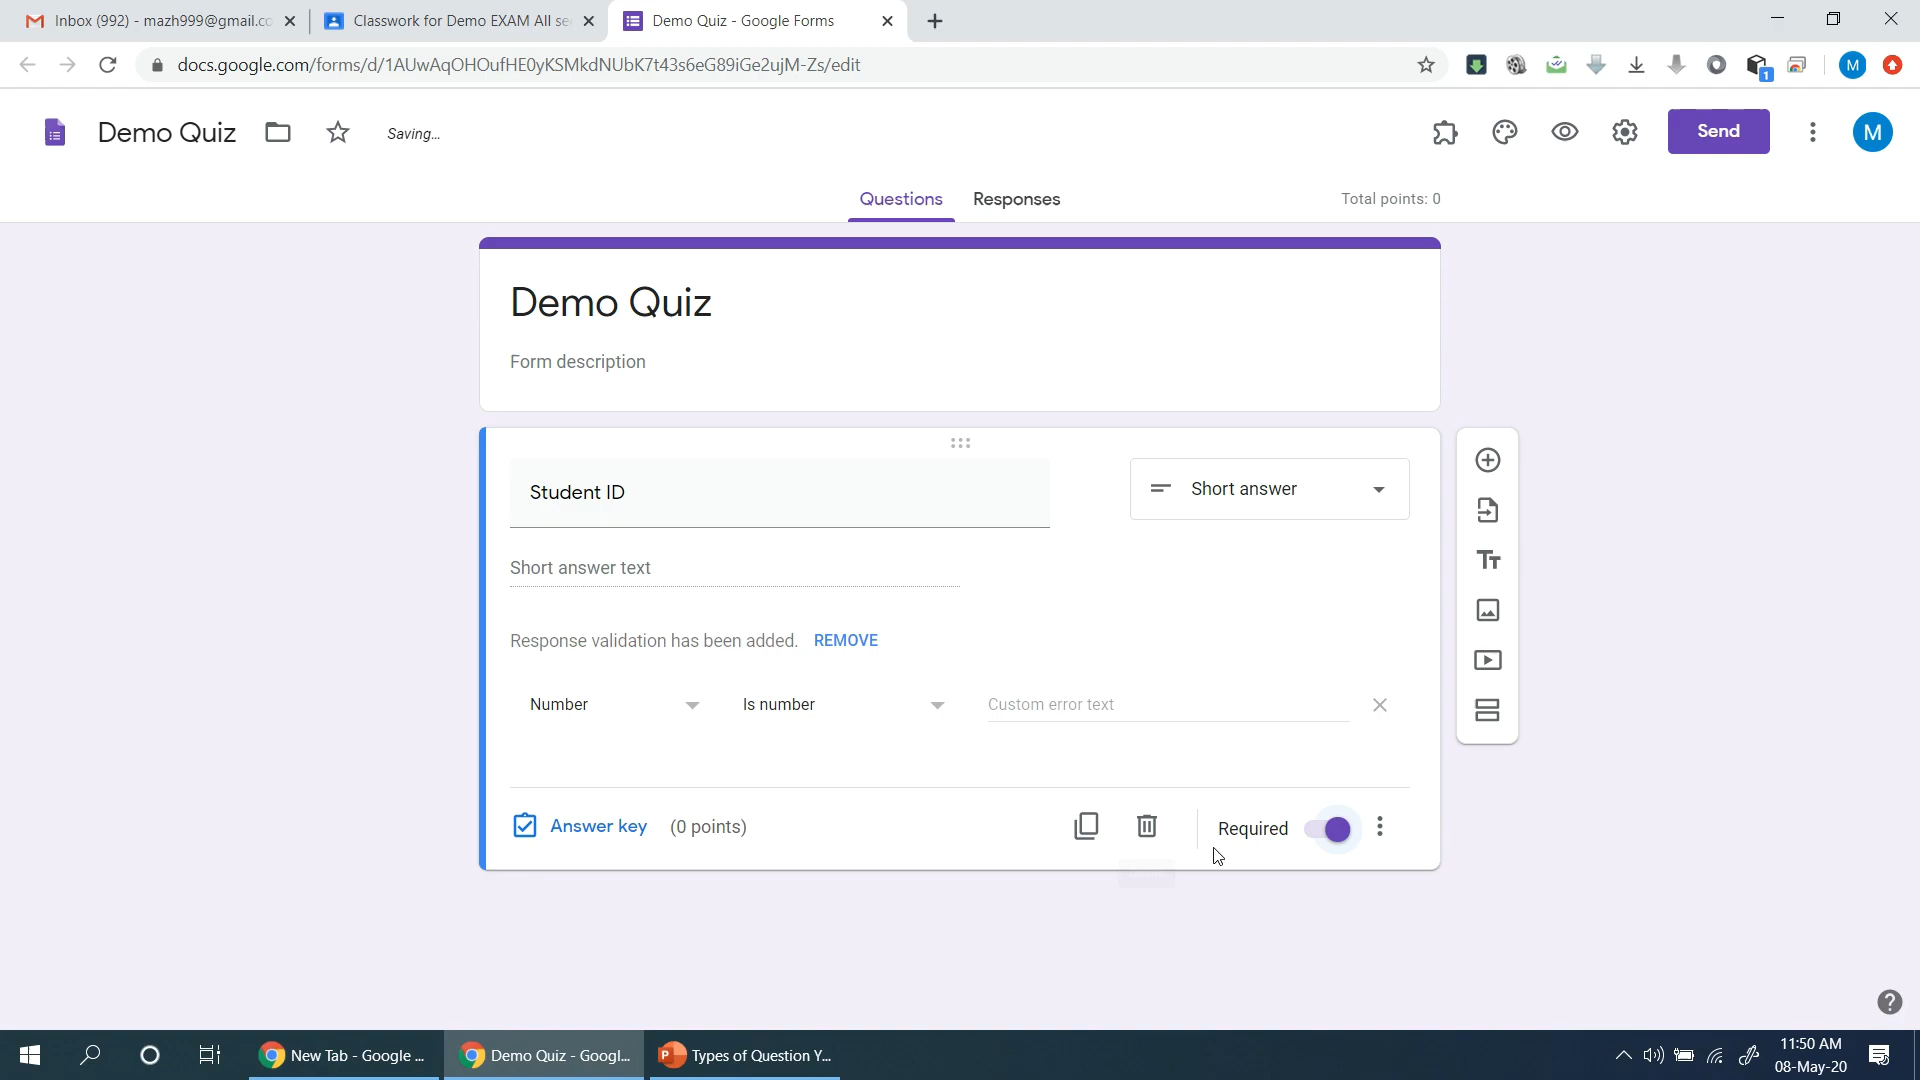 Inbox (992) - mazh999@gmail.co
Classwork for Demo EXAM All se
Demo Quiz - Google Forms
docs.google.com/forms/d/1AUwAqOHOufHE0yKSMkdNUbK7t43s6eG89iGe2ujM-Zs/edit
1
M
Demo Quiz
Saving...
Send
M
Questions
Responses
Total points: 0
Demo Quiz
Form description
Student ID
Short answer
Short answer text
Response validation has been added. REMOVE
Number
Is number
Custom error text
Answer key (0 points)
Required
New Tab - Google ...
Demo Quiz - Googl...
Types of Question Y...
11:50 AM
08-May-20